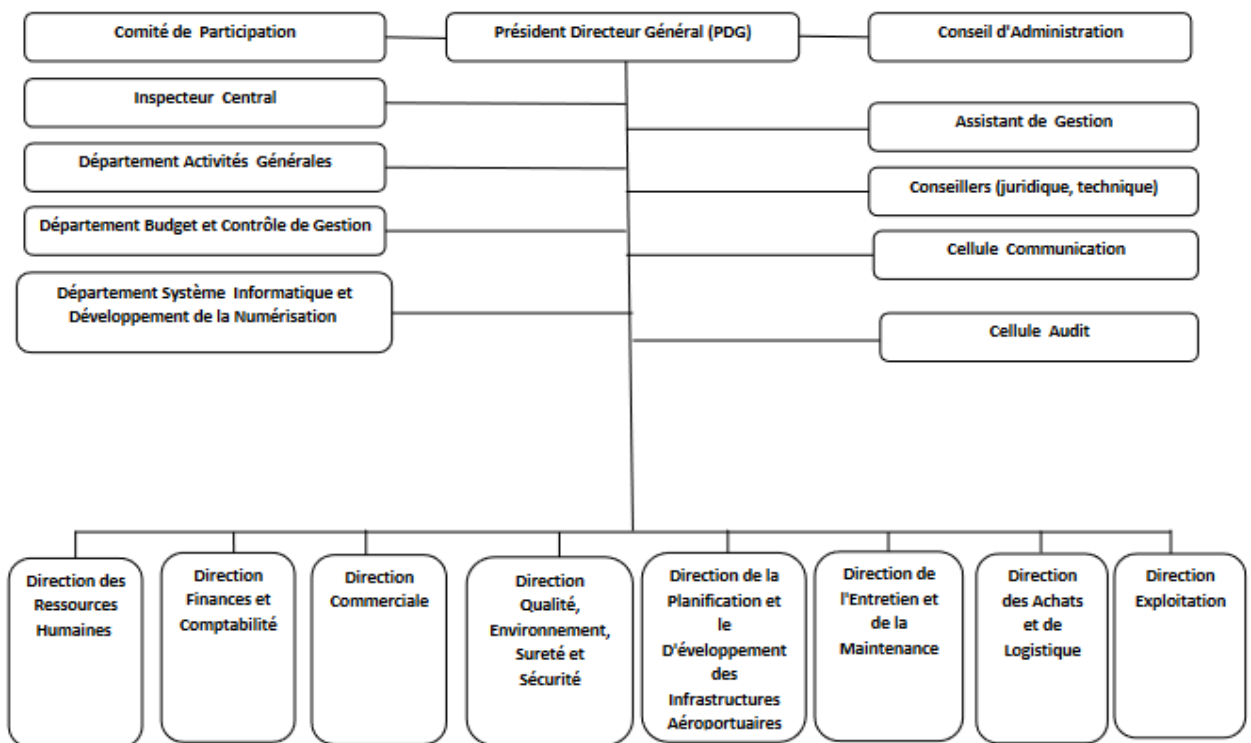 Comité de Participation
Président Directeur Général (PDG)
Conseil d'Administration
Inspecteur Central
Assistant de Gestion
Département Activités Générales
Conseillers (juridique, technique)
Département Budget et Contrôle de Gestion
Cellule Communication
Département Système Informatique et
Développement de la Numérisation
Cellule Audit
Direction des
Ressources
Humaines
Direction
Finances et
Comptabilité
Direction
Commerciale
Direction
Qualité,
Environnement,
Sureté et
Sécurité
Direction de la
Planification et
le
D'éveloppement
des
Infrastructures
Aéroportuaires
Direction de
l'Entretien et
de la
Maintenance
Direction
des Achats
et de
Logistique
Direction
Exploitation